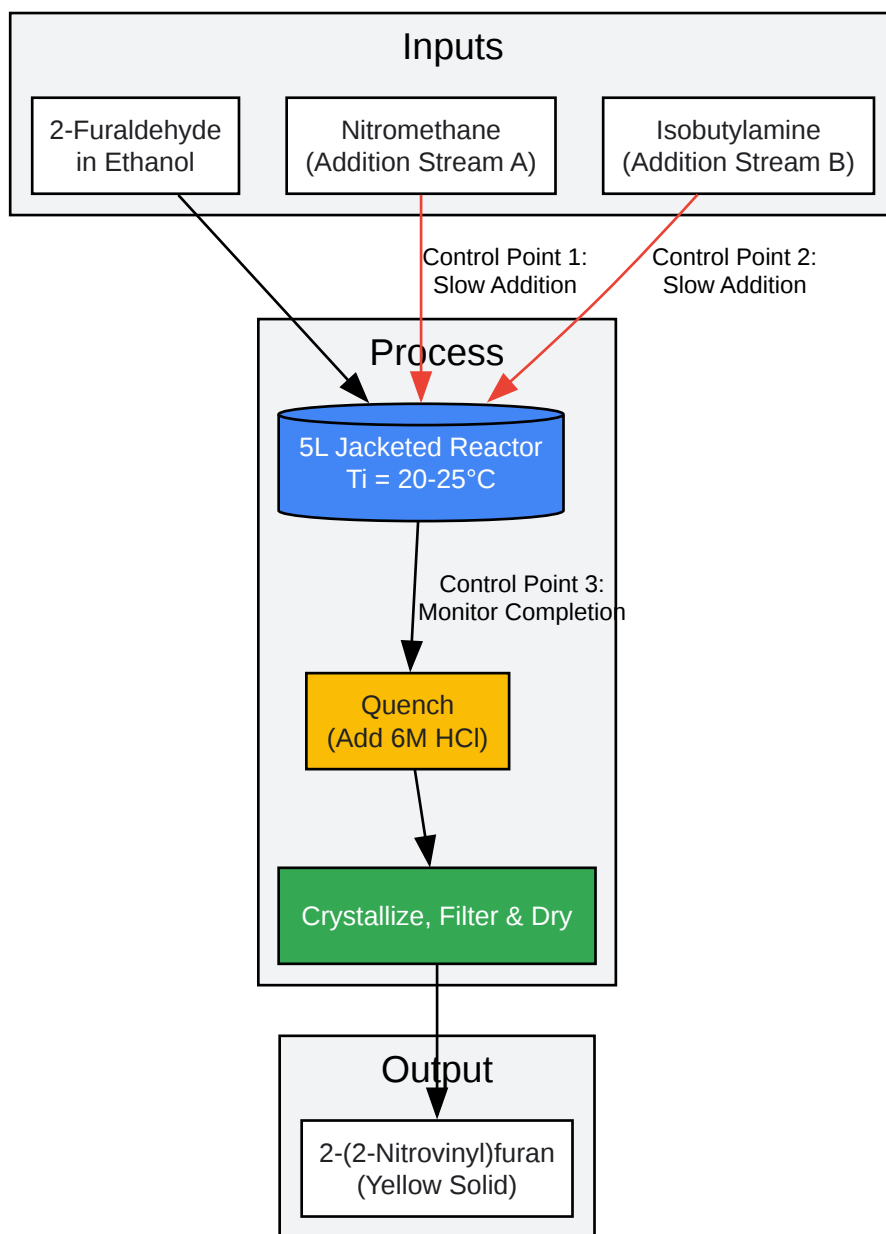 Inputs
2-Furaldehyde
in Ethanol
Nitromethane
(Addition Stream A)
Isobutylamine
(Addition Stream B)
Control Point 1:
Slow Addition
Control Point 2:
Slow Addition
Process
5L Jacketed Reactor
Ti = 20-25°C
Control Point 3:
Monitor Completion
Quench
(Add 6M HCl)
Crystallize, Filter & Dry
Output
2-(2-Nitrovinyl)furan
(Yellow Solid)